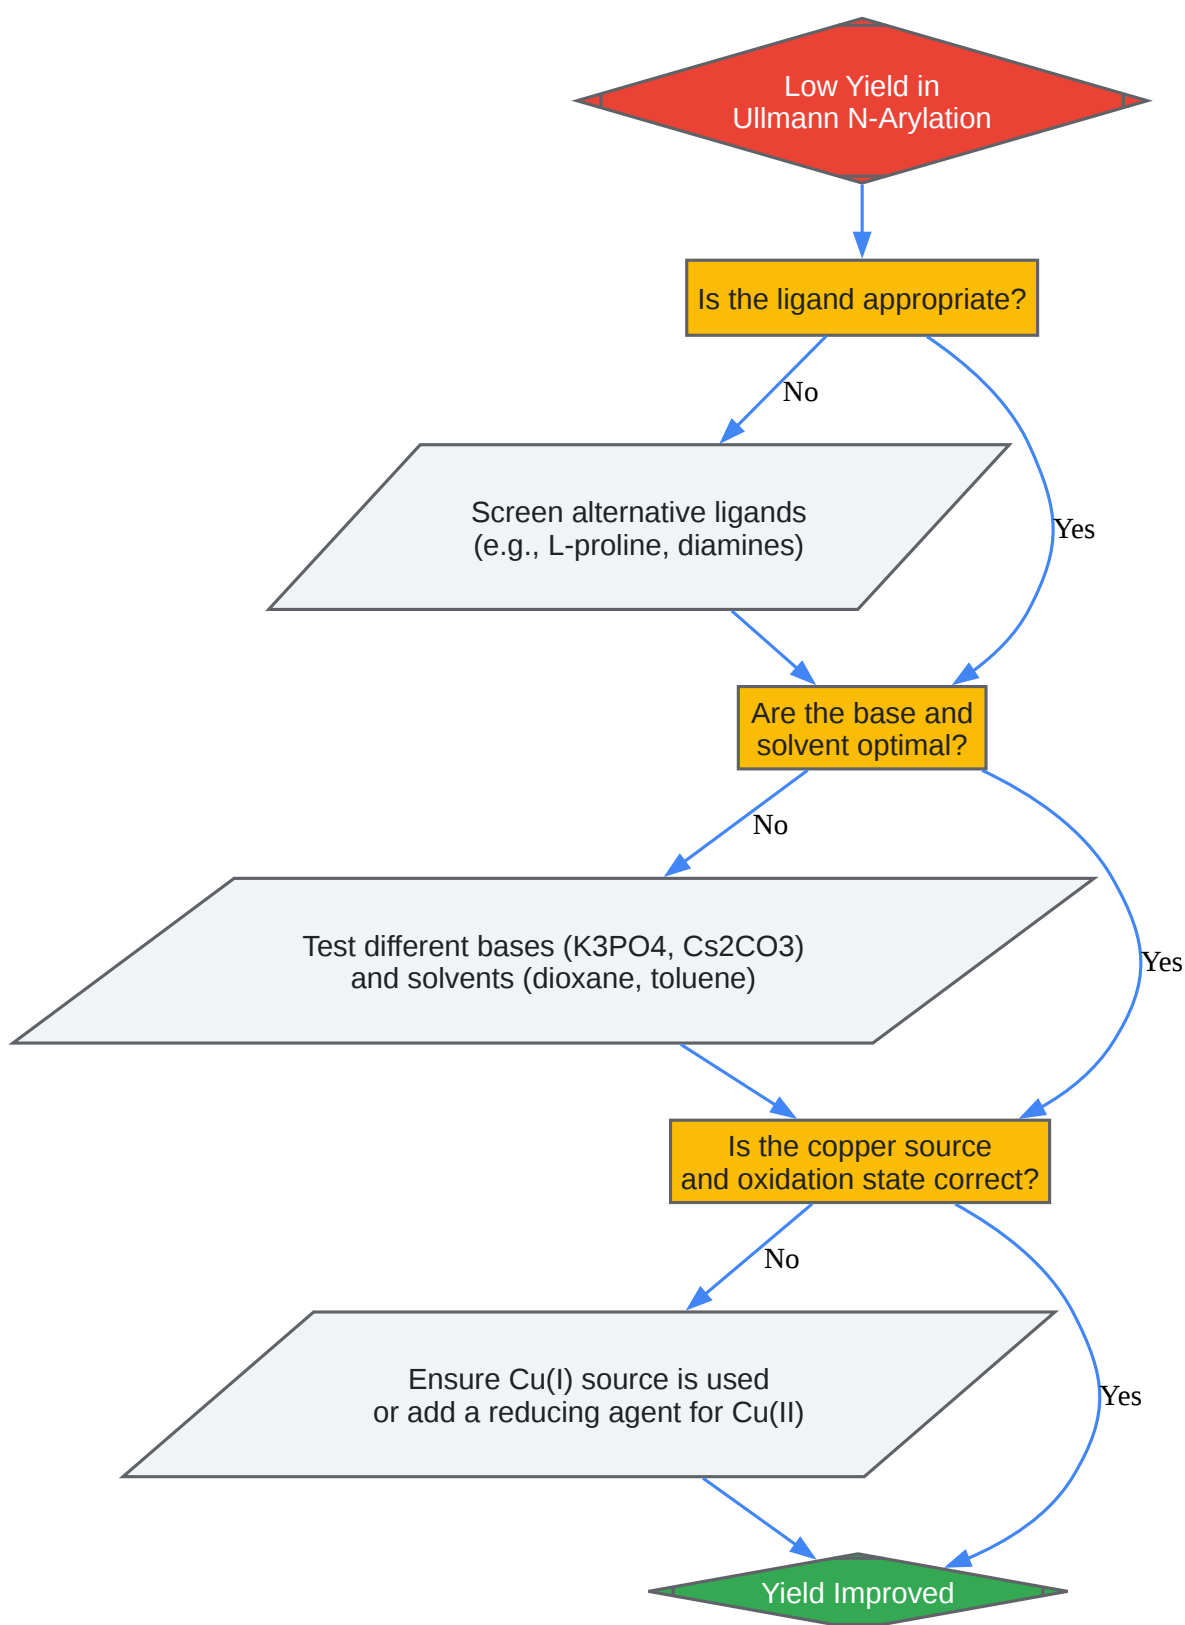 Low Yield in
Ullmann N-Arylation
Is the ligand appropriate?
No
Screen alternative ligands
(e.g., L-proline, diamines)
Yes
Are the base and
solvent optimal?
No
Test different bases (K3PO4, Cs2CO3)
and solvents (dioxane, toluene)
Yes
Is the copper source
and oxidation state correct?
No
Ensure Cu(I) source is used
or add a reducing agent for Cu(II)
Yes
Yield Improved